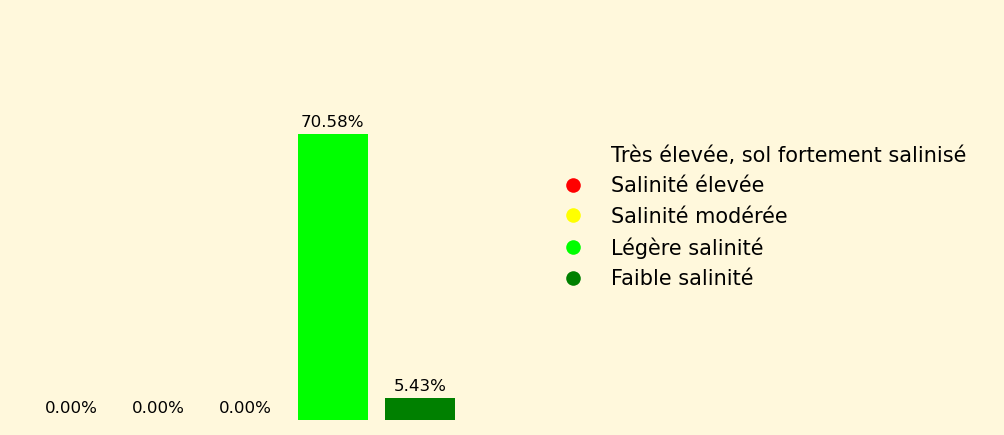 70.58%
5.43%
0.00%
0.00%
0.00%
Très élevée, sol fortement salinisé
Salinité élevée
Salinité modérée
Légère salinité
Faible salinité